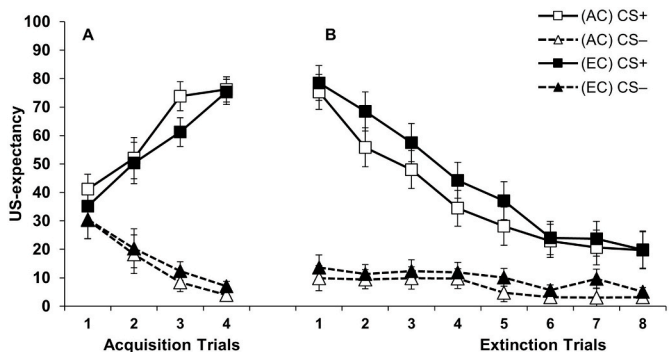 100
90
80
70
60
50
40
30
20
10
0
US-expectancy
A
B
(AC) CS+
(AC) CS–
(EC) CS+
(EC) CS–
1 2 3 4 1 2 3 4 5 6 7 8
Acquisition Trials Extinction Trials